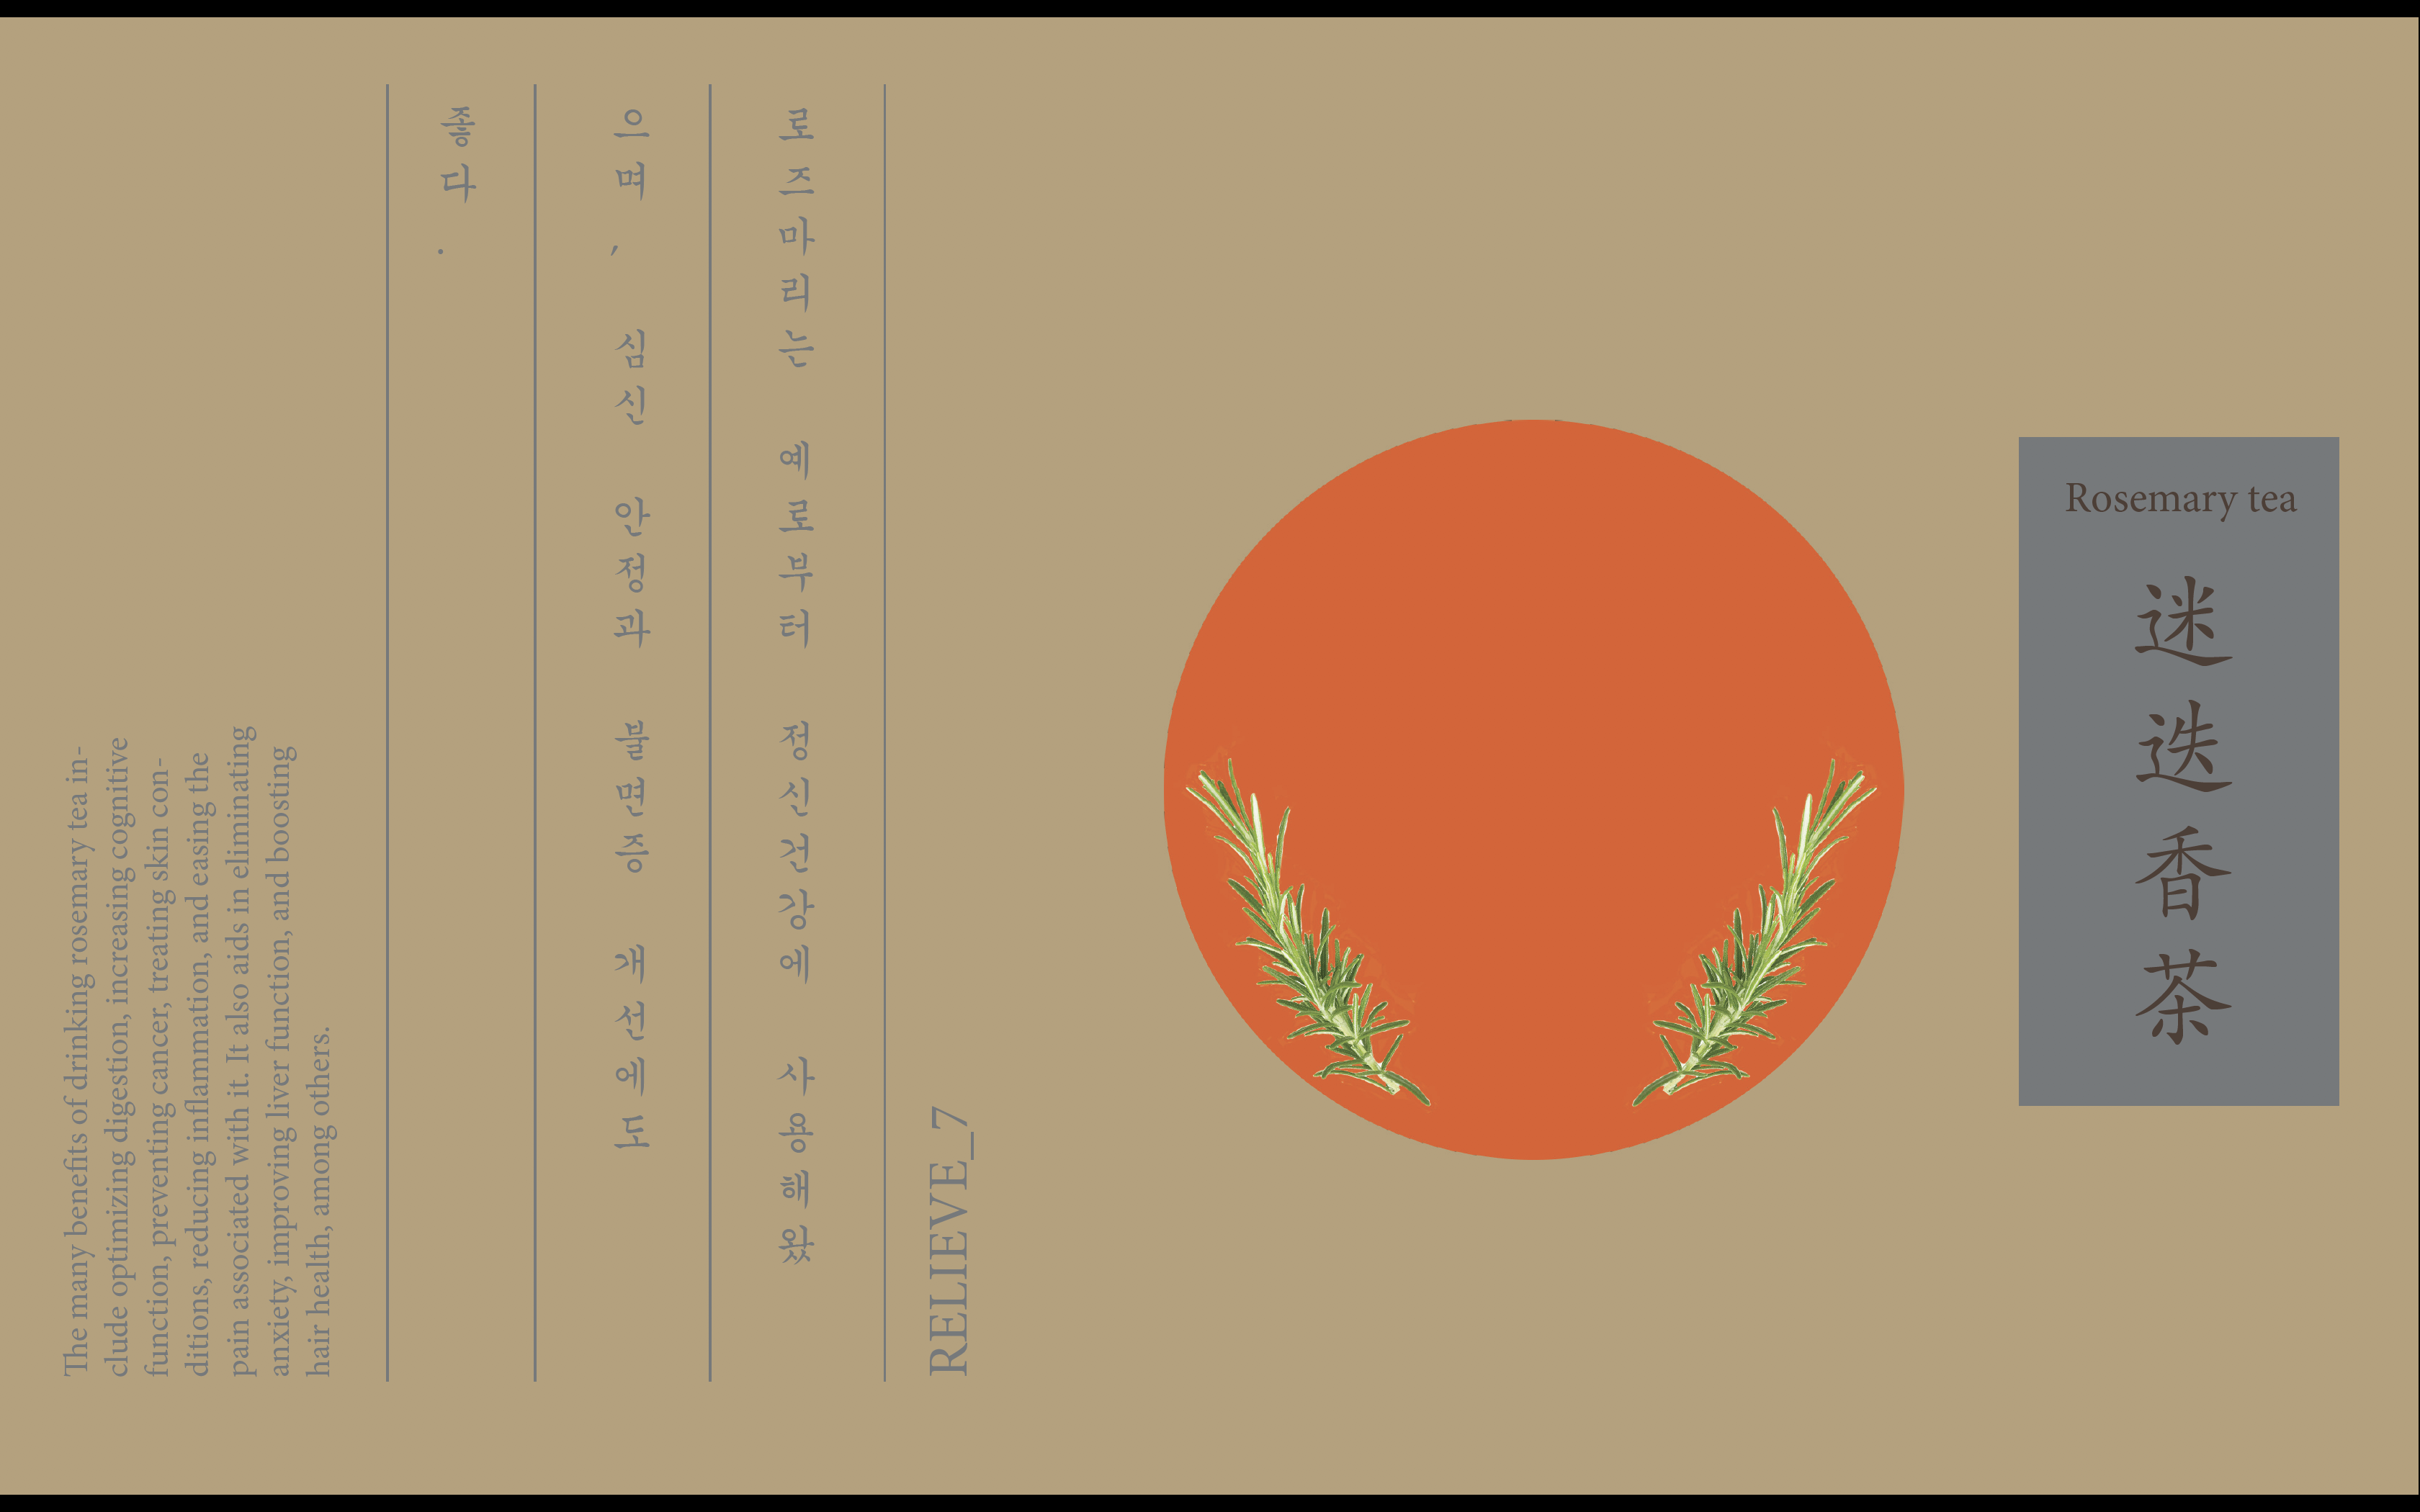 Rosemary tea
迷迭香茶
RELIEVE_7
로즈마리는 예로부터 정신건강에 사용해왔
으며, 심신 안정과 불면증 개선에도
좋다.
The many benefits of drinking rosemary tea in-
clude optimizing digestion, increasing cognitive
function, preventing cancer, treating skin con-
ditions, reducing inflammation, and easing the
pain associated with it. It also aids in eliminating
anxiety, improving liver function, and boosting
hair health, among others.